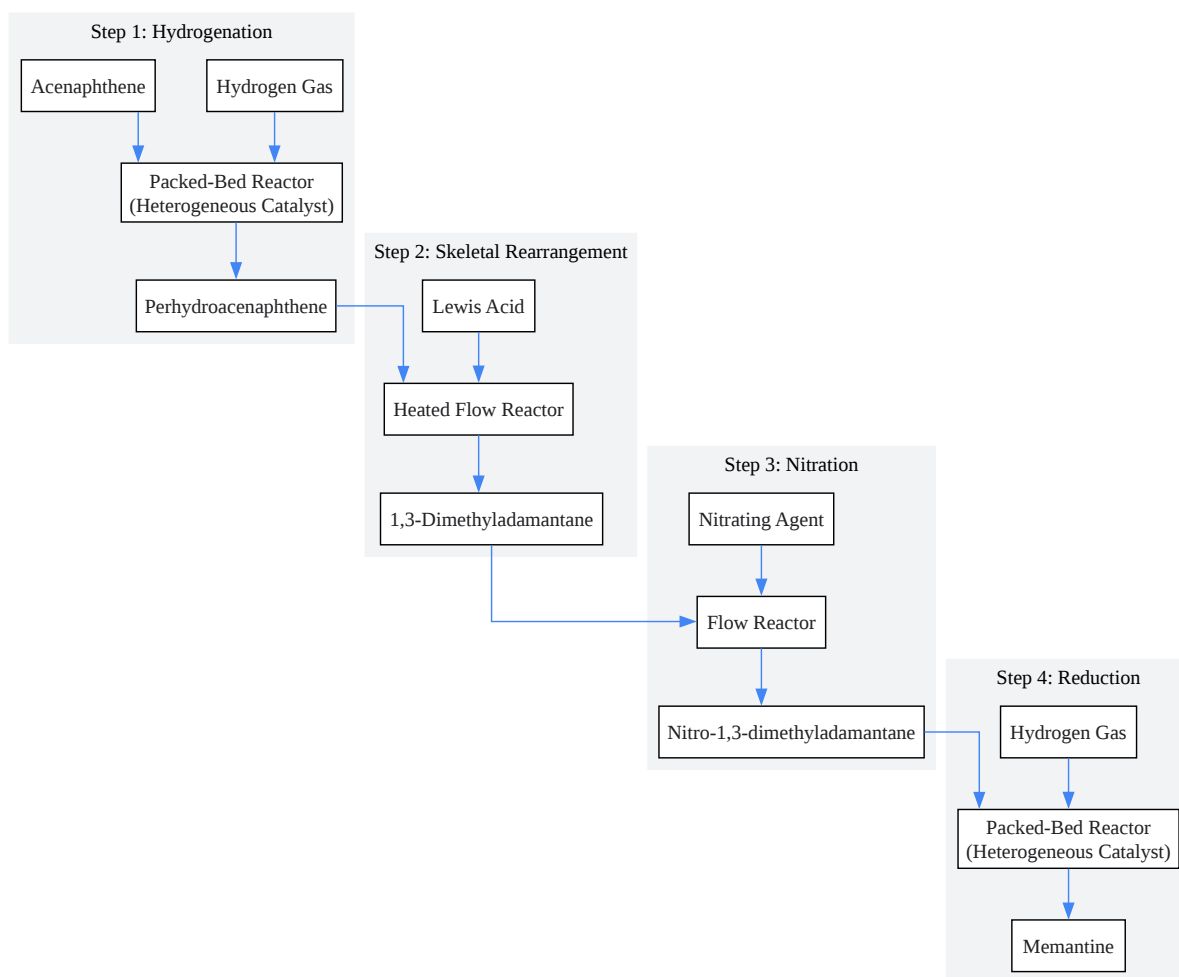 Step 1: Hydrogenation
Acenaphthene
Hydrogen Gas
Packed-Bed Reactor
(Heterogeneous Catalyst)
Perhydroacenaphthene
Step 2: Skeletal Rearrangement
Lewis Acid
Heated Flow Reactor
1,3-Dimethyladamantane
Step 3: Nitration
Nitrating Agent
Flow Reactor
Nitro-1,3-dimethyladamantane
Step 4: Reduction
Hydrogen Gas
Packed-Bed Reactor
(Heterogeneous Catalyst)
Memantine